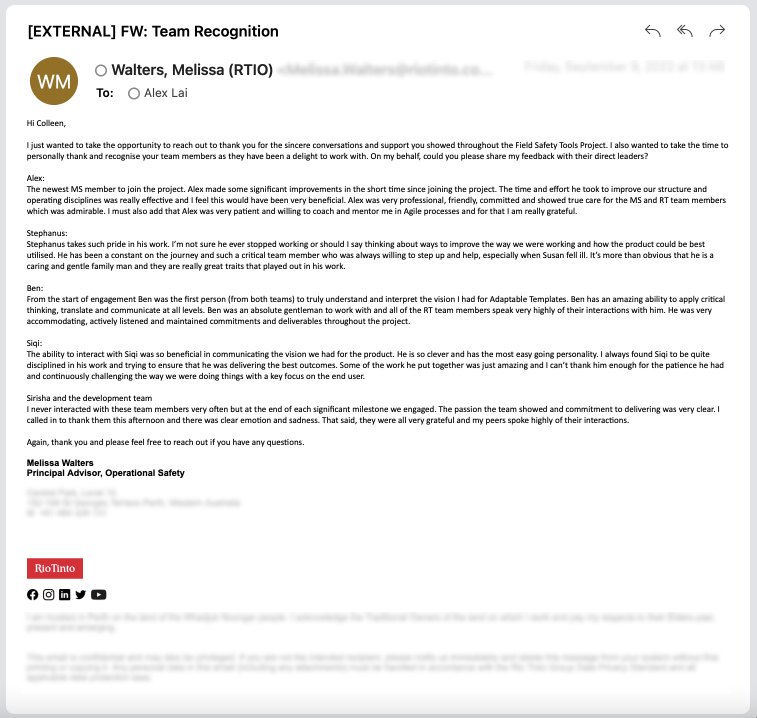 [EXTERNAL] FW: Team Recognition
WM
Walters, Melissa (RTIO)
To: Alex Lai
Hi Colleen,
I just wanted to take the opportunity to reach out to thank you for the sincere conversations and support you showed throughout the Field Safety Tools Project. I also wanted to take the time to
personally thank and recognise your team members as they have been a delight to work with. On my behalf, could you please share my feedback with their direct leaders?
Alex:
The newest MS member to join the project. Alex made some significant improvements in the short time since joining the project. The time and effort he took to improve our structure and
operating disciplines was really effective and I feel this would have been very beneficial. Alex was very professional, friendly, committed and showed true care for the MS and RT team members
which was admirable. I must also add that Alex was very patient and willing to coach and mentor me in Agile processes and for that I am really grateful.
Stephanus:
Stephanus takes such pride in his work. I'm not sure he ever stopped working or should I say thinking about ways to improve the way we were working and how the product could be best
utilised. He has been a constant on the journey and such a critical team member who was always willing to step up and help, especially when Susan fell ill. It's more than obvious that he is a
caring and gentle family man and they are really great traits that played out in his work.
Ben:
From the start of engagement Ben was the first person (from both teams) to truly understand and interpret the vision I had for Adaptable Templates. Ben has an amazing ability to apply critical
thinking, translate and communicate at all levels. Ben was an absolute gentleman to work with and all of the RT team members speak very highly of their interactions with him. He was very
accommodating, actively listened and maintained commitments and deliverables throughout the project.
Siqi:
The ability to interact with Siqi was so beneficial in communicating the vision we had for the product. He is so clever and has the most easy going personality. I always found Siqi to be quite
disciplined in his work and trying to ensure that he was delivering the best outcomes. Some of the work he put together was just amazing and I can't thank him enough for the patience he had
and continuously challenging the way we were doing things with a key focus on the end user.
Sirisha and the development team
I never interacted with these team members very often but at the end of each significant milestone we engaged. The passion the team showed and commitment to delivering was very clear. I
called in to thank them this afternoon and there was clear emotion and sadness. That said, they were all very grateful and my peers spoke highly of their interactions.
Again, thank you and please feel free to reach out if you have any questions.
Melissa Walters
Principal Advisor, Operational Safety
RioTinto